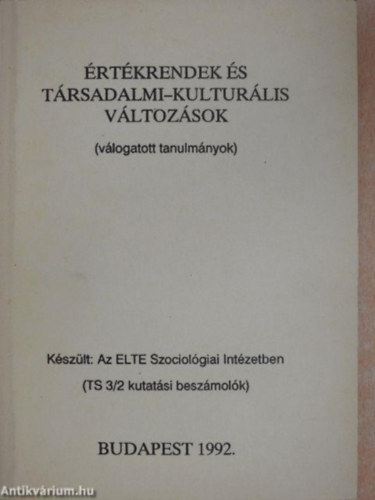 ÉRTÉKRENDEK ÉS
TÁRSADALMI-KULTURÁLIS
VÁLTOZÁSOK
(válogatott tanulmányok)
Készült: Az ELTE Szociológiai Intézetben
(TS 3/2 kutatási beszámolók)
BUDAPEST 1992.
Antikvárium.hu